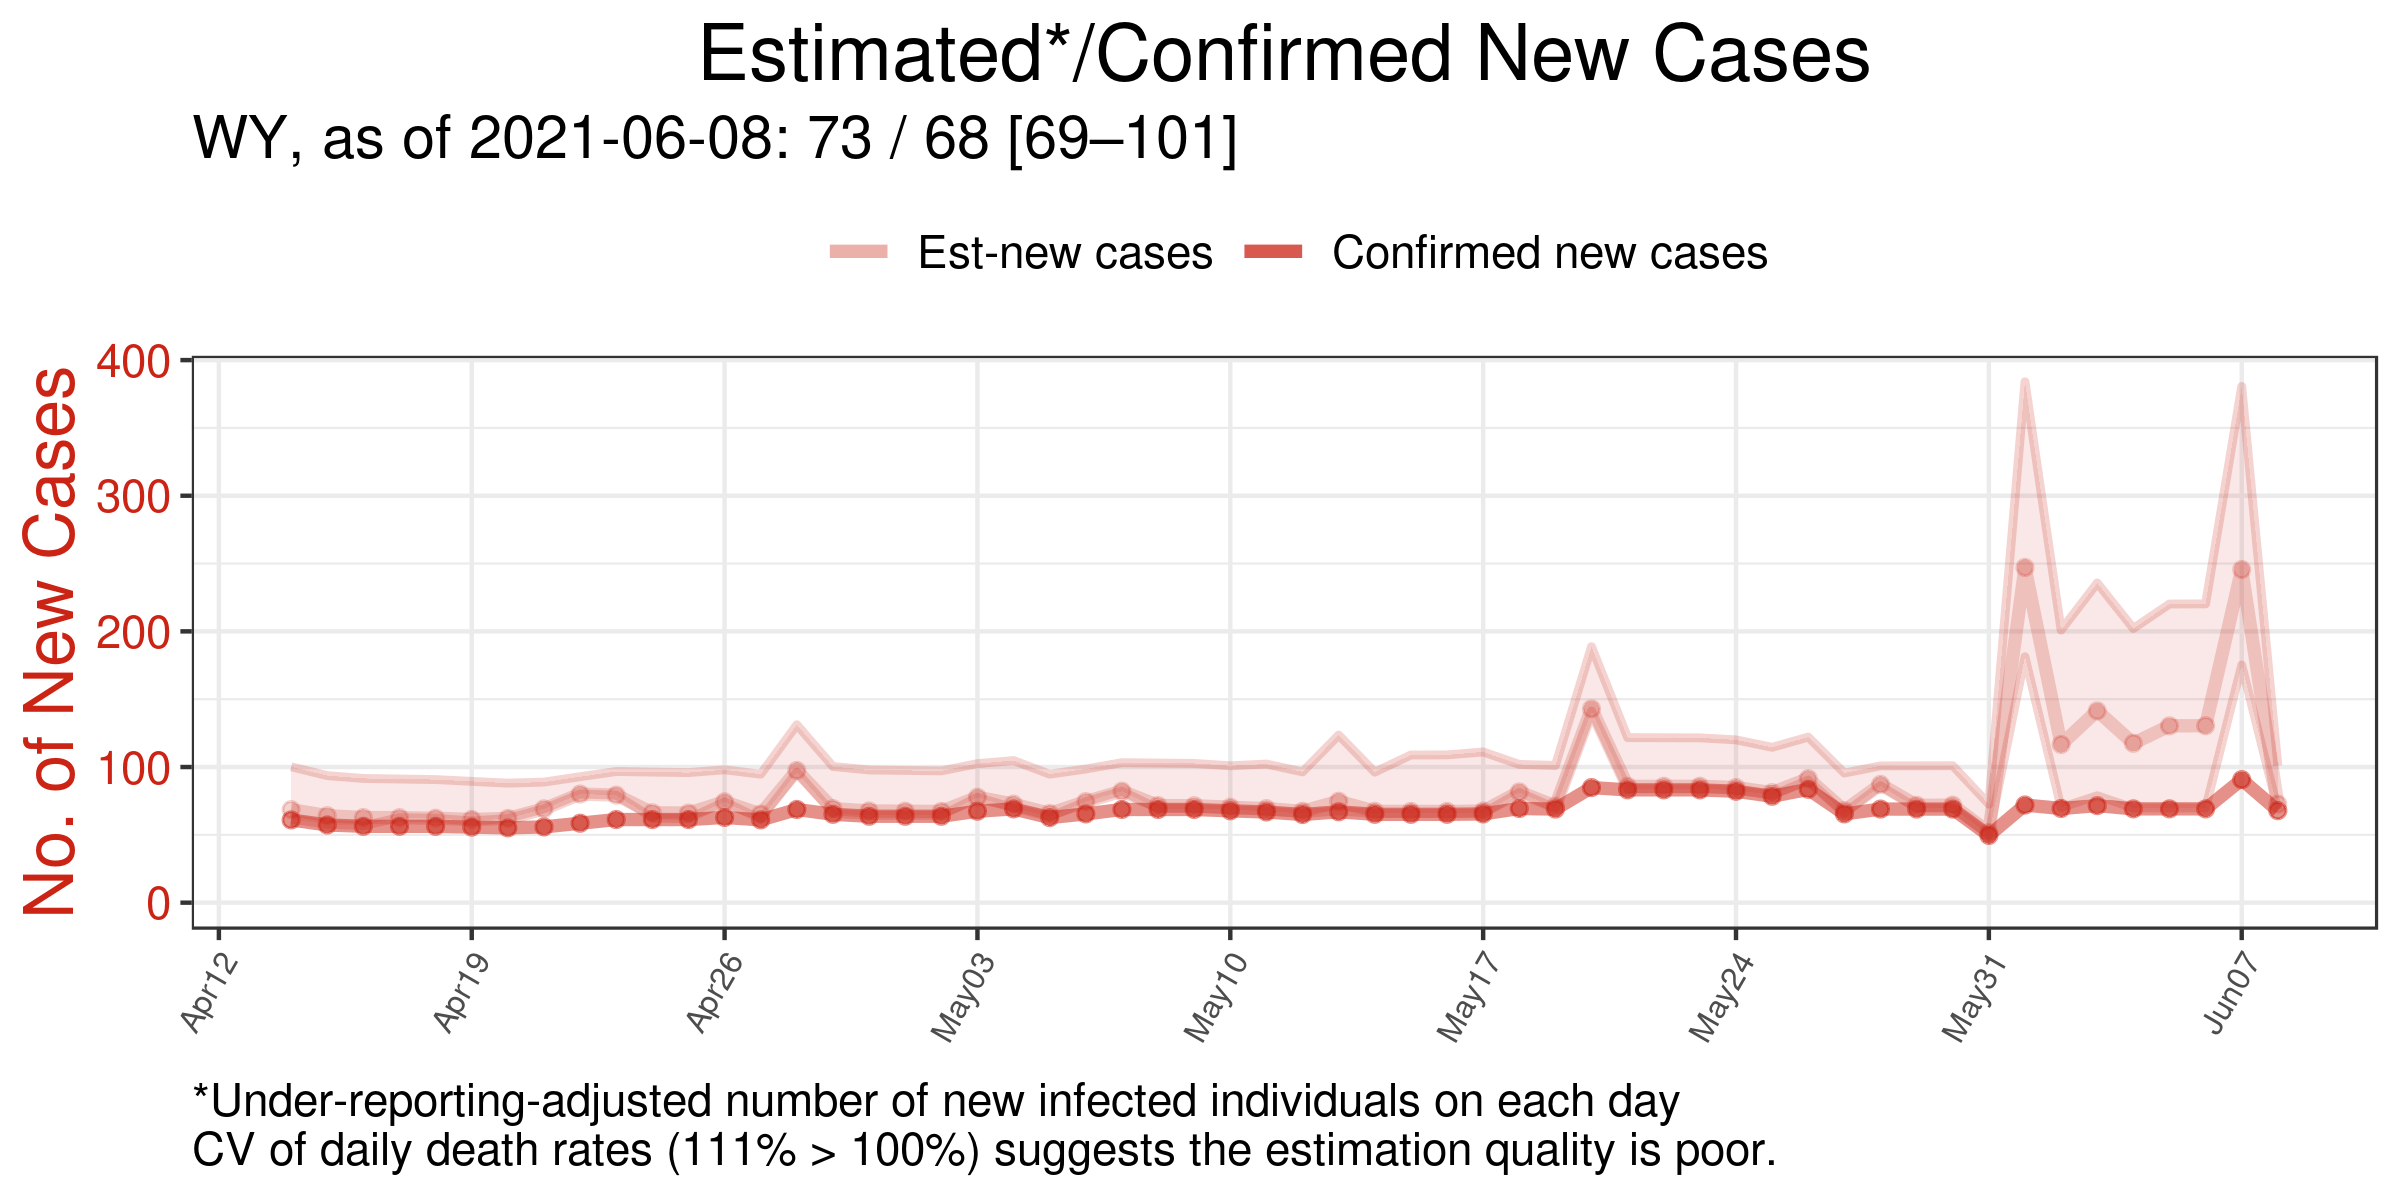 Estimated*/Confirmed New Cases
WY, as of 2021-06-08: 73 / 68 [69–101]
Est-new cases
Confirmed new cases
No. of New Cases
400
300
200
100
0
Apr12
Apr19
Apr26
May03
May10
May17
May24
May31
Jun07
*Under-reporting-adjusted number of new infected individuals on each day
CV of daily death rates (111% > 100%) suggests the estimation quality is poor.